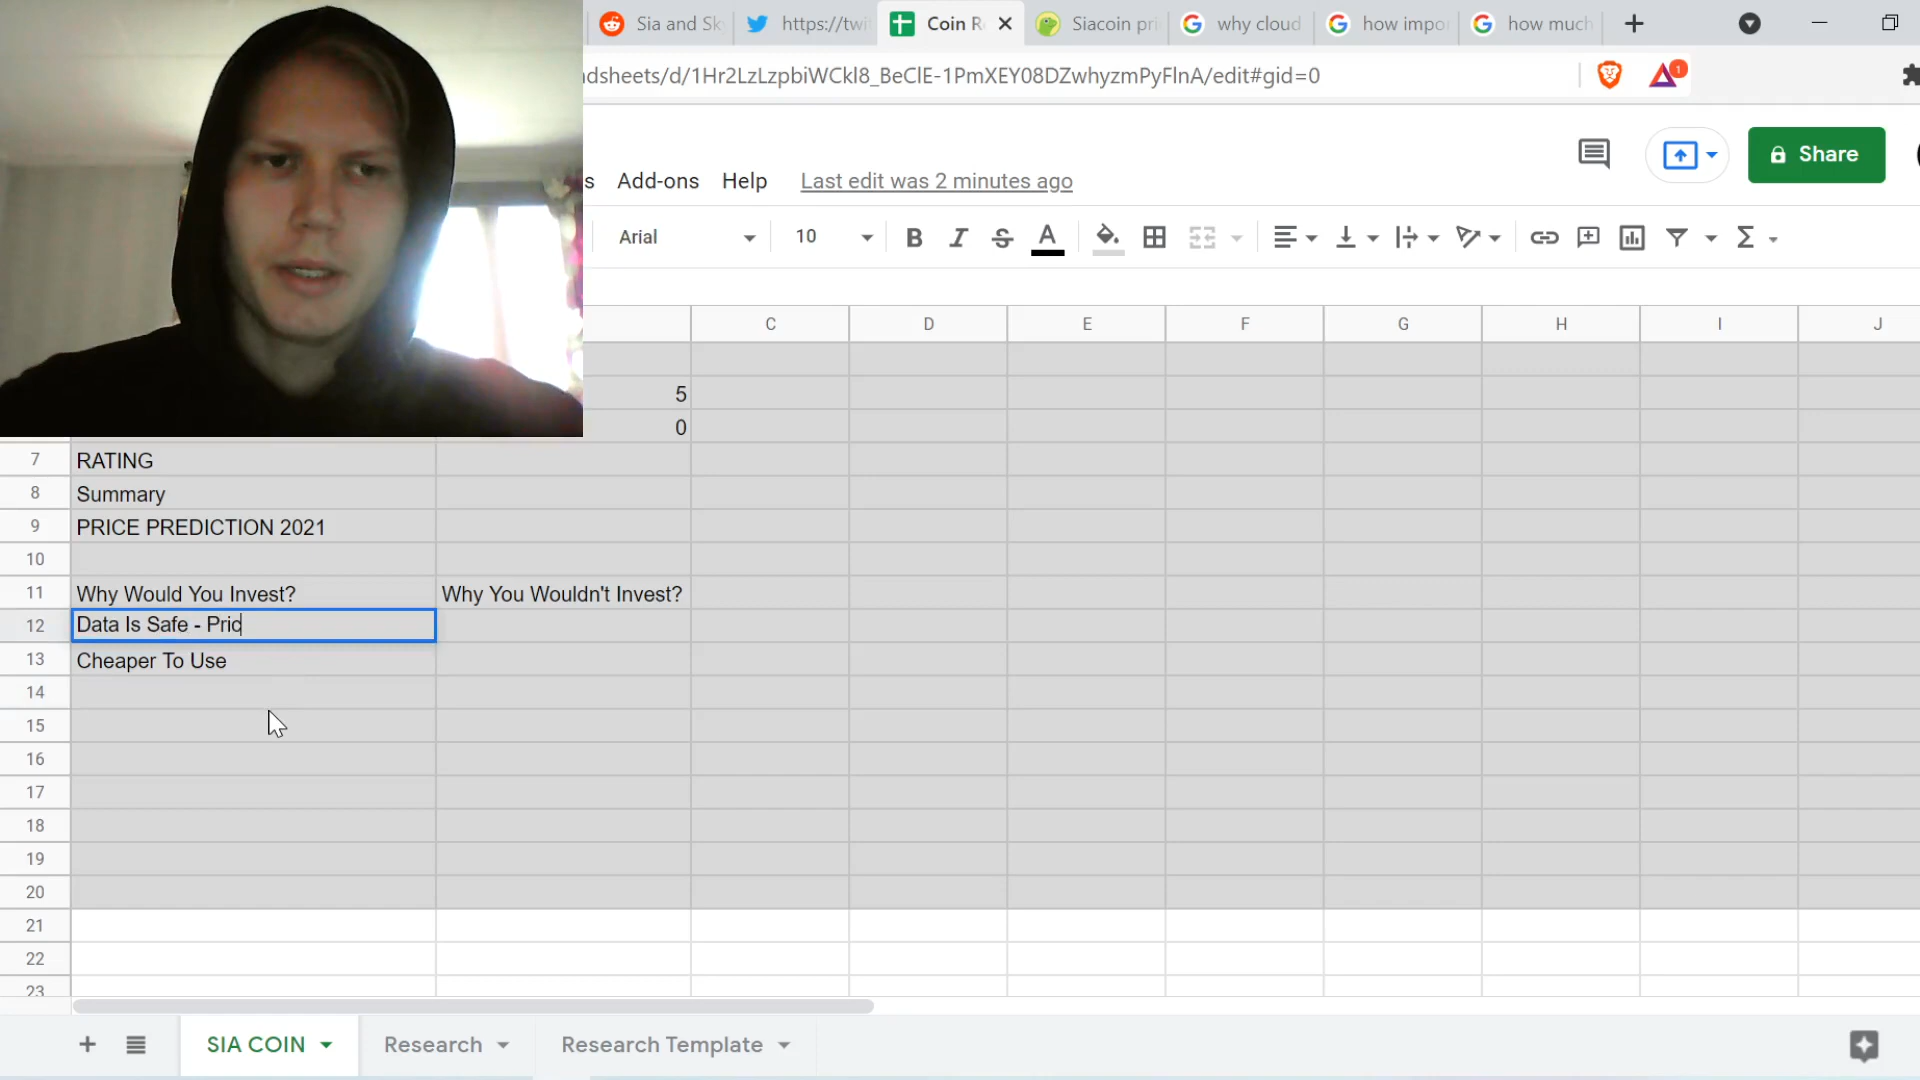 Sia and Sk
https://twi
Coin R
Siacoin pri
why cloud
how impor
how much
dsheets/d/1Hr2LzLzpbiWCkl8_BeClE-1PmXEY08DZwhyzmPyFlnA/edit#gid=0
1
s Add-ons Help Last edit was 2 minutes ago
Share
Arial 10
C D E F G H I J
5
0
7 RATING
8 Summary
9 PRICE PREDICTION 2021
10
11 Why Would You Invest? Why You Wouldn't Invest?
12 Data Is Safe - Pric
13 Cheaper To Use
14
15
16
17
18
19
20
21
22
23
SIA COIN Research Research Template